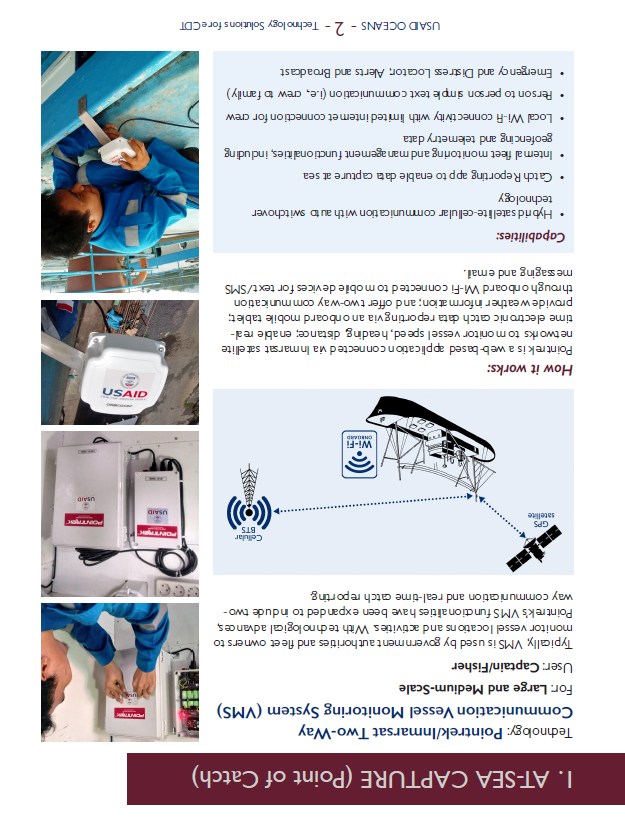 1. AT-SEA CAPTURE (Point of Catch)
Technology: Pointrek/Inmarsat Two-Way
Communication Vessel Monitoring System (VMS)
For: Large and Medium-Scale
User: Captain/Fisher
Typically, VMS is used by government authorities and fleet owners to
monitor vessel locations and activities. With technological advances,
Pointrek's VMS functionalities have been expanded to include two-
way communication and real-time catch reporting.
GPS
satellite
Cellular
BTS
Wi-Fi
ONBOARD
How it works:
Pointrek is a web-based application connected via Inmarsat satellite
networks to monitor vessel speed, heading, distance; enable real-
time electronic catch data reporting via an onboard mobile tablet;
provide weather information; and offer two-way communication
through onboard Wi-Fi connected to mobile devices for text/SMS
messaging and email.
Capabilities:
• Hybrid satellite-cellular communication with auto switchover
technology
• Catch Reporting app to enable data capture at sea
• Internal fleet monitoring and management functionalities, including
geofencing and telemetry data
• Local Wi-Fi connectivity with limited internet connection for crew
• Person to person simple text communication (i.e., crew to family)
• Emergency and Distress Locator, Alerts and Broadcast
POINTREK
POINTREK
USAID
POINTREK
USAID
USAID
USAID OCEANS - 2 - Technology Solutions for eCDT